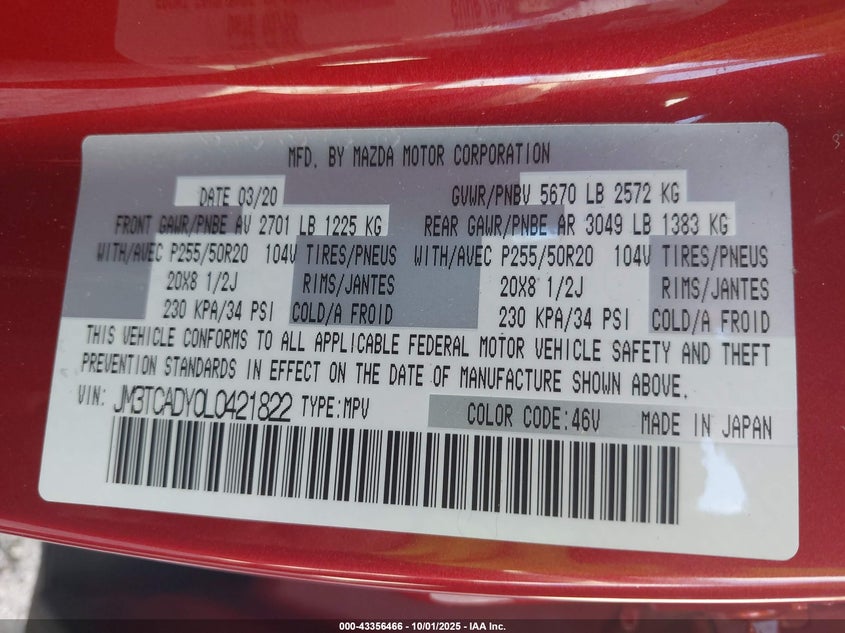 MFD. BY MAZDA MOTOR CORPORATION
DATE 03/20 GVWR/PNBV 5670 LB 2572 KG
FRONT GAWR/PNBE AV 2701 LB 1225 KG REAR GAWR/PNBE AR 3049 LB 1383 KG
WITH/AVEC P255/50R20 104V TIRES/PNEUS WITH/AVEC P255/50R20 104V TIRES/PNEUS
20X8 1/2J RIMS/JANTES 20X8 1/2J RIMS/JANTES
230 KPA/34 PSI COLD/A FROID 230 KPA/34 PSI COLD/A FROID
THIS VEHICLE CONFORMS TO ALL APPLICABLE FEDERAL MOTOR VEHICLE SAFETY AND THEFT
PREVENTION STANDARDS IN EFFECT ON THE DATE OF MANUFACTURE SHOWN ABOVE.
VIN: JM3TCADY0L0421822 TYPE:MPV COLOR CODE:46V MADE IN JAPAN
000-43356466 - 10/01/2025 - IAA Inc.